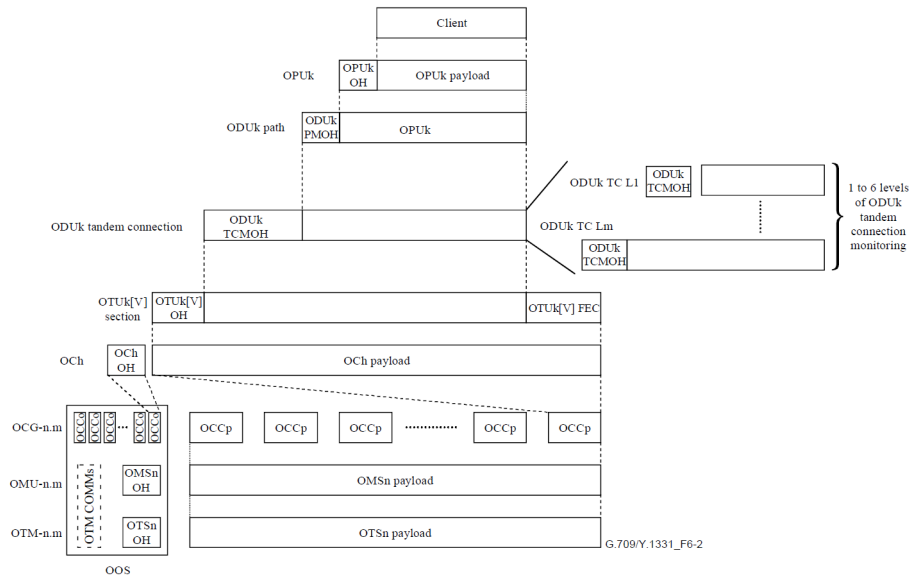 Client
OPUk
OPUk
OH
OPUk payload
ODUk path
ODUk
PMOH
OPUk
ODUk TC L1
ODUk
TCMOH
ODUk tandem connection
ODUk
TCMOH
ODUk TC Lm
ODUk
TCMOH
1 to 6 levels
of ODUk
tandem
connection
monitoring
OTUk[V]
section
OTUk[V]
OH
OTUk[V] FEC
OCh
OCh
OH
OCh payload
OCG-n.m
OCCo
OCCo
OCCo
OCCo
OCCo
OCCp
OCCp
OCCp
OCCp
OCCp
OMU-n.m
OTM COMMs
OMSn
OH
OMSn payload
OTM-n.m
OTSn
OH
OTSn payload
G.709/Y.1331_F6-2
OOS